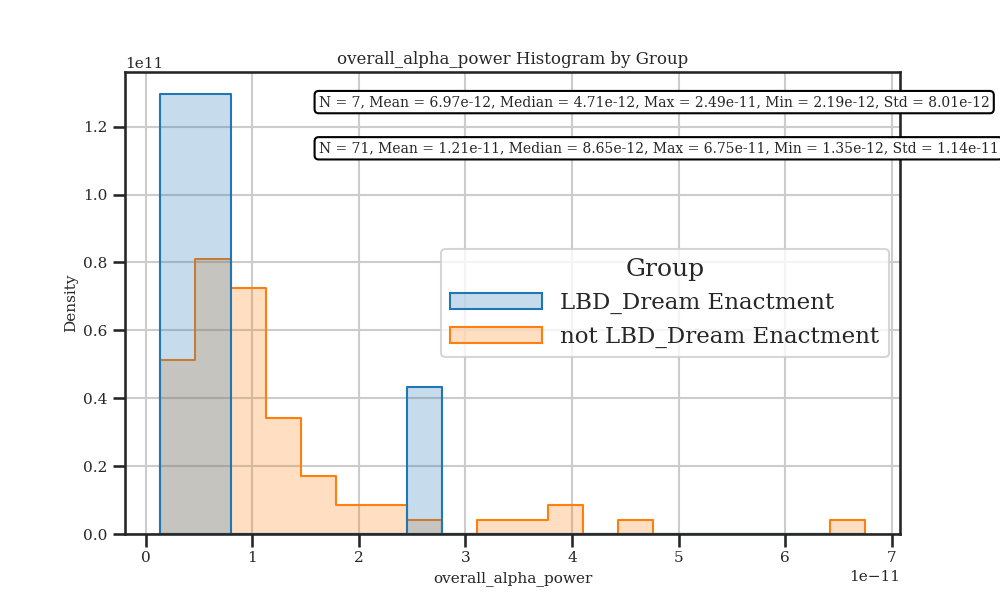 overall_alpha_power Histogram by Group
1e11
N = 7, Mean = 6.97e-12, Median = 4.71e-12, Max = 2.49e-11, Min = 2.19e-12, Std = 8.01e-12
N = 71, Mean = 1.21e-11, Median = 8.65e-12, Max = 6.75e-11, Min = 1.35e-12, Std = 1.14e-11
1.2
1.0
0.8
0.6
0.4
0.2
0.0
Density
Group
LBD_Dream Enactment
not LBD_Dream Enactment
0 1 2 3 4 5 6 7
overall_alpha_power
1e−11